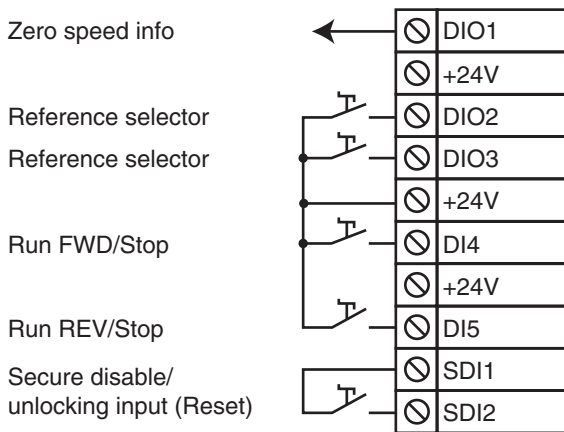 Zero speed info DIO1
+24V
Reference selector DIO2
Reference selector DIO3
+24V
Run FWD/Stop DI4
+24V
Run REV/Stop DI5
Secure disable/ SDI1
unlocking input (Reset) SDI2